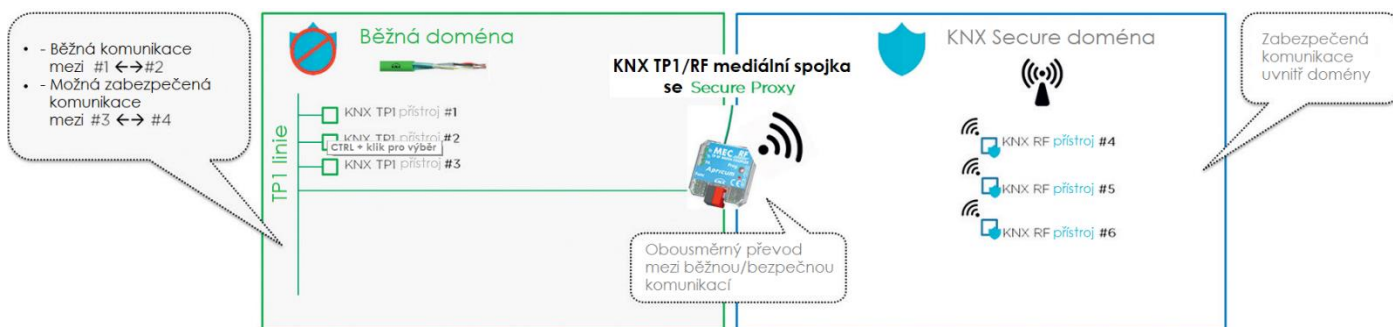 • - Běžná komunikace
mezi #1 ←→#2
• - Možná zabezpečená
komunikace
mezi #3 ←→ #4
Běžná doména
TP1 linie
KNX TP1 přístroj #1
KNX TP1 přístroj #2
CTRL + klik pro výběr
KNX TP1 přístroj #3
KNX TP1/RF mediální spojka
se Secure Proxy
MEC RF
Apricum
Obousměrný převod
mezi běžnou/bezpečnou
komunikací
KNX Secure doména
KNX RF přístroj #4
KNX RF přístroj #5
KNX RF přístroj #6
Zabezpečená
komunikace
uvnitř domény